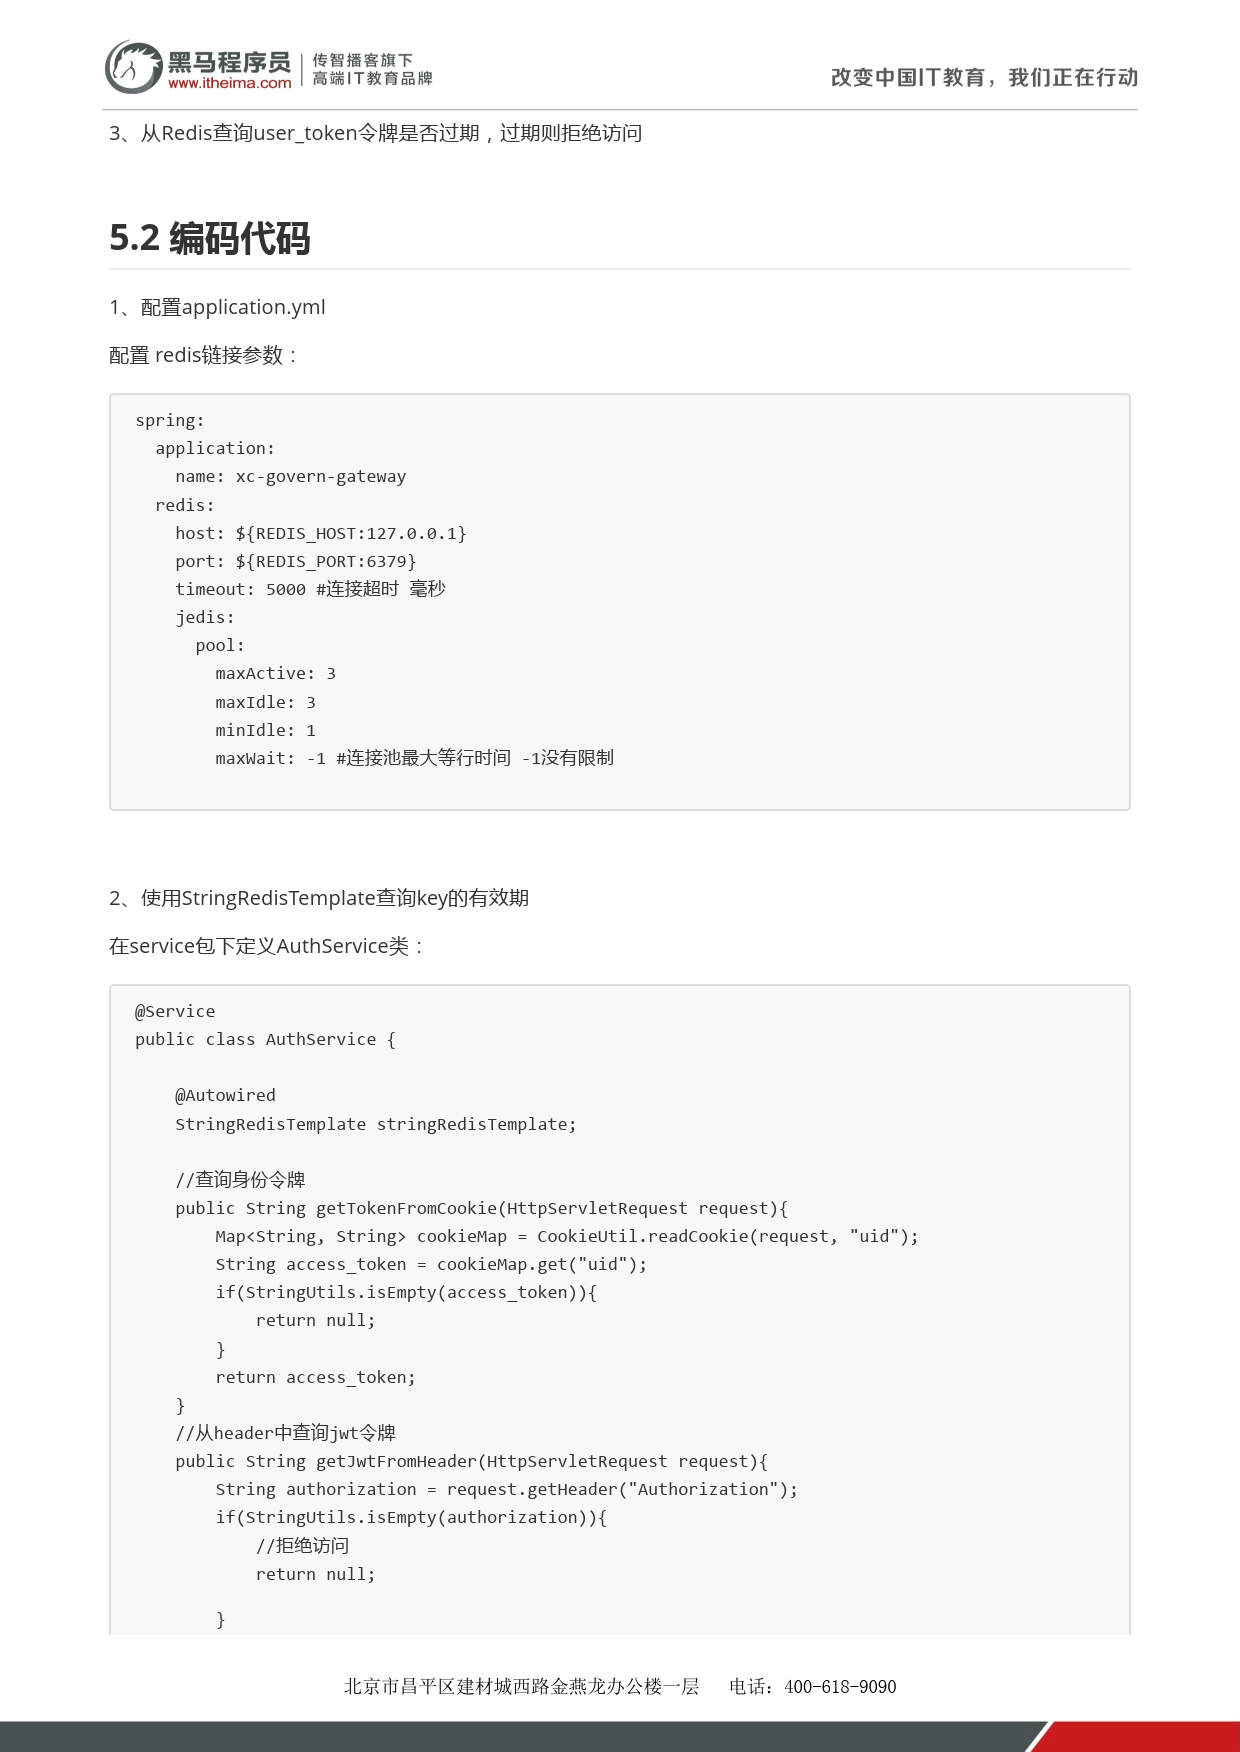 黑马程序员
www.itheima.com
传智播客旗下
高端IT教育品牌
改变中国IT教育，我们正在行动
3、从Redis查询user_token令牌是否过期，过期则拒绝访问
5.2 编码代码
1、配置application.yml
配置 redis链接参数：
spring:
  application:
    name: xc-govern-gateway
  redis:
    host: ${REDIS_HOST:127.0.0.1}
    port: ${REDIS_PORT:6379}
    timeout: 5000 #连接超时 毫秒
    jedis:
      pool:
        maxActive: 3
        maxIdle: 3
        minIdle: 1
        maxWait: -1 #连接池最大等行时间 -1没有限制
2、使用StringRedisTemplate查询key的有效期
在service包下定义AuthService类：
@Service
public class AuthService {
    @Autowired
    StringRedisTemplate stringRedisTemplate;
    //查询身份令牌
    public String getTokenFromCookie(HttpServletRequest request){
        Map<String, String> cookieMap = CookieUtil.readCookie(request, "uid");
        String access_token = cookieMap.get("uid");
        if(StringUtils.isEmpty(access_token)){
            return null;
        }
        return access_token;
    }
    //从header中查询jwt令牌
    public String getJwtFromHeader(HttpServletRequest request){
        String authorization = request.getHeader("Authorization");
        if(StringUtils.isEmpty(authorization)){
            //拒绝访问
            return null;
        }
北京市昌平区建材城西路金燕龙办公楼一层 电话：400-618-9090